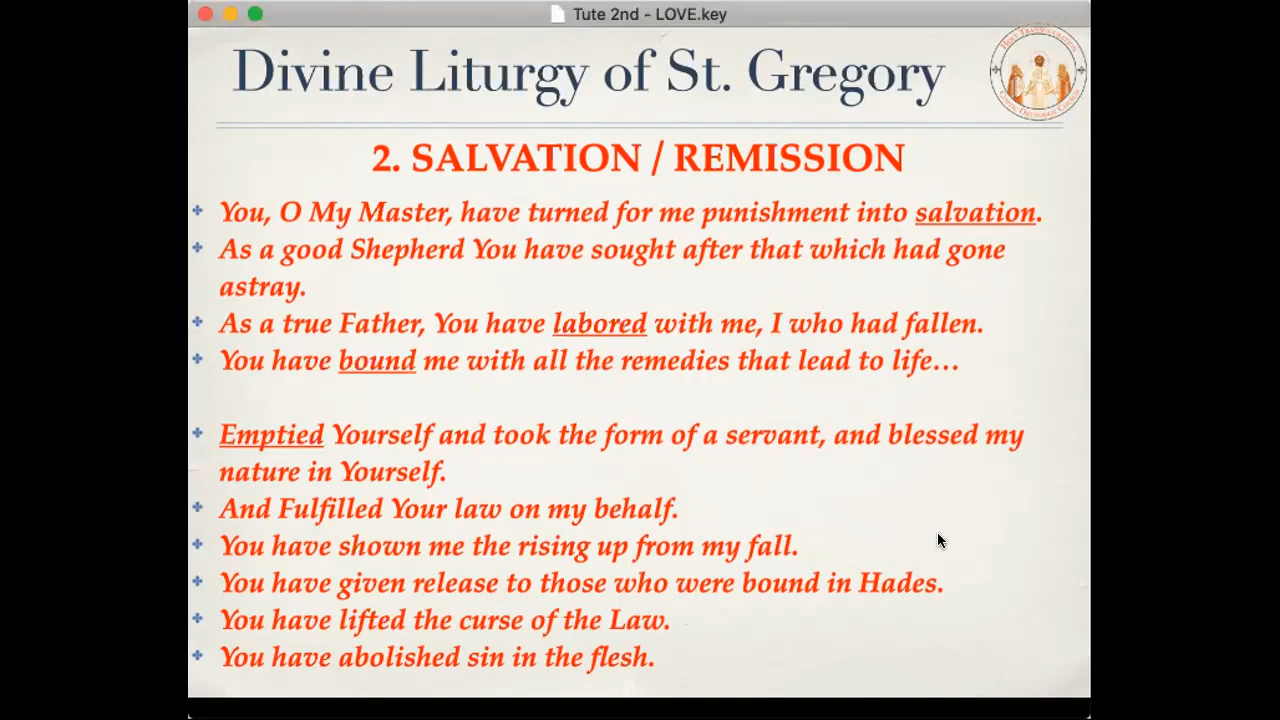 Tute 2nd - LOVE.key
Divine Liturgy of St. Gregory
HOLY TRANSFIGURATION
COPTIC ORTHODOX CHURCH
2. SALVATION / REMISSION
You, O My Master, have turned for me punishment into salvation.
As a good Shepherd You have sought after that which had gone
astray.
As a true Father, You have labored with me, I who had fallen.
You have bound me with all the remedies that lead to life…
Emptied Yourself and took the form of a servant, and blessed my
nature in Yourself.
And Fulfilled Your law on my behalf.
You have shown me the rising up from my fall.
You have given release to those who were bound in Hades.
You have lifted the curse of the Law.
You have abolished sin in the flesh.